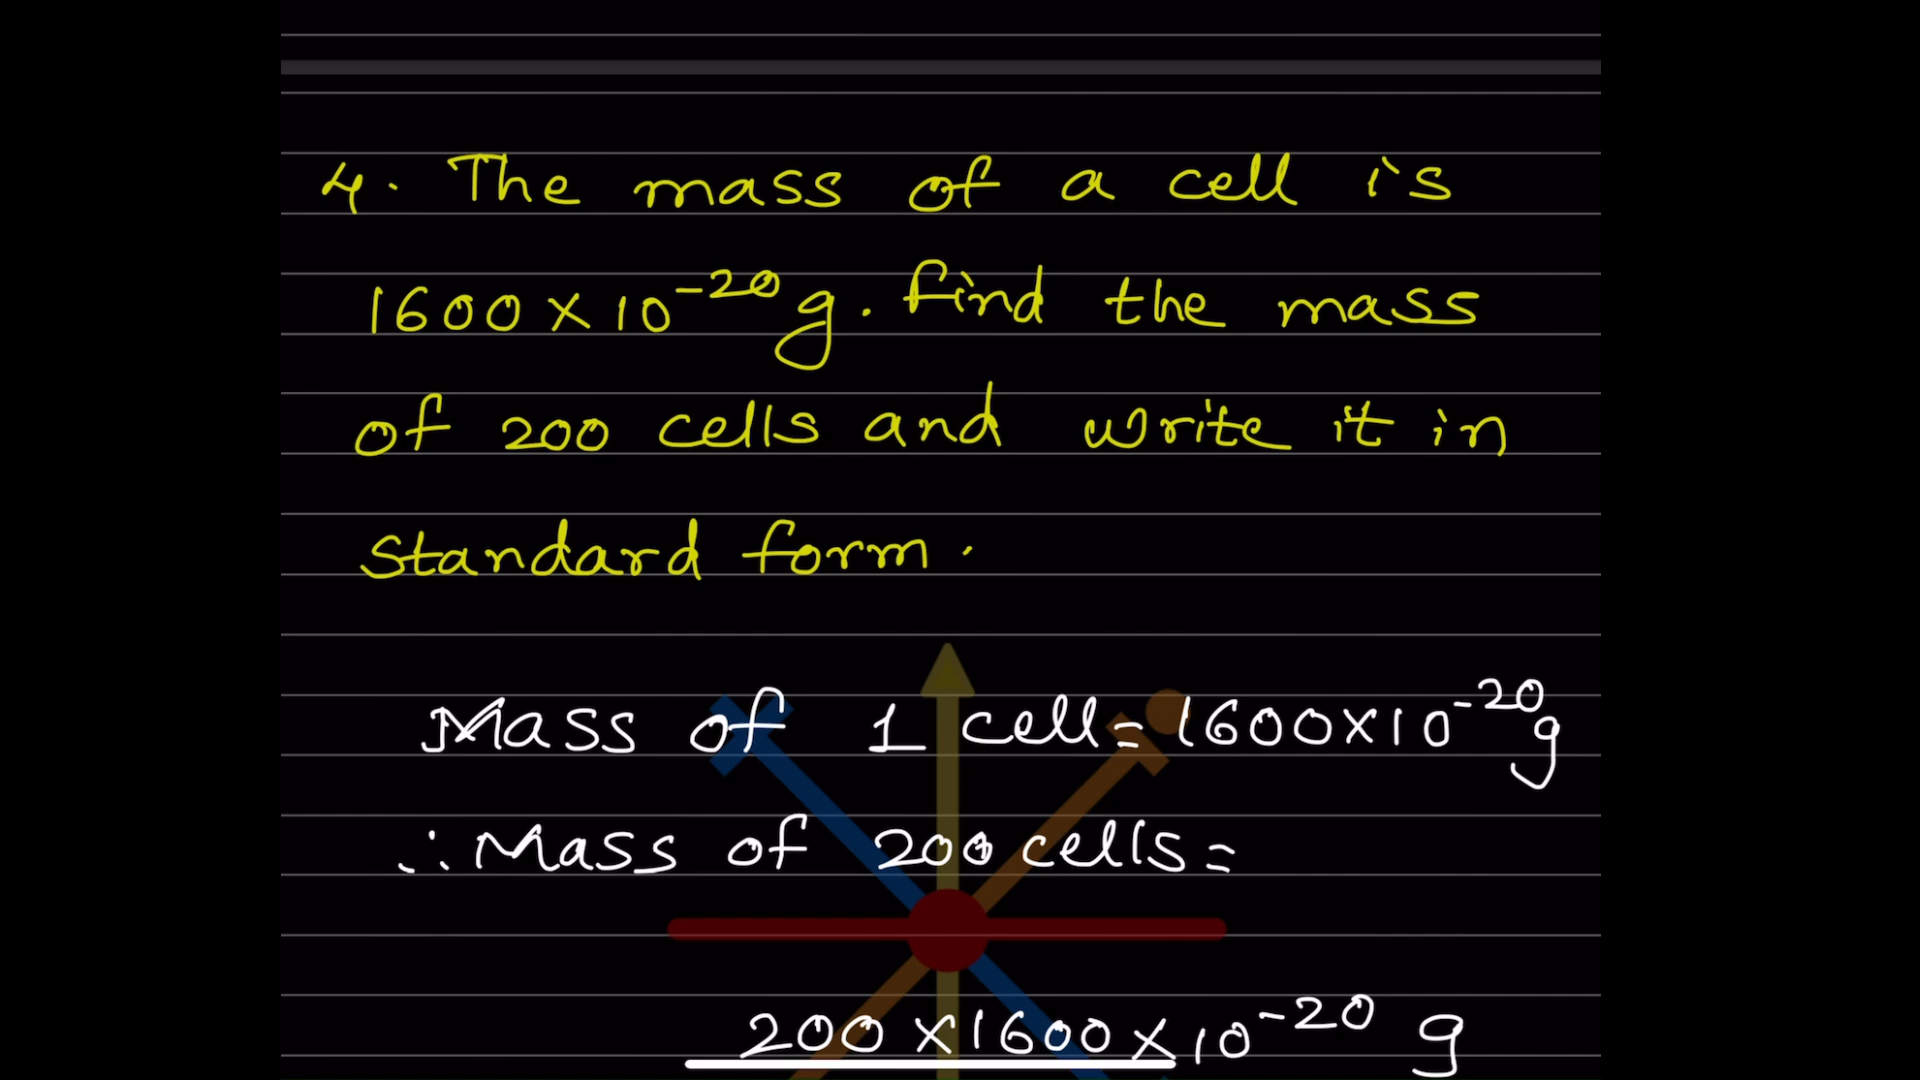 4. The mass of a cell is
1600 × 10⁻²⁰ g. find the mass
of 200 cells and write it in
standard form.
Mass of 1 cell = 1600×10⁻²⁰g
∴ Mass of 200 cells =
200 × 1600 × 10⁻²⁰ g